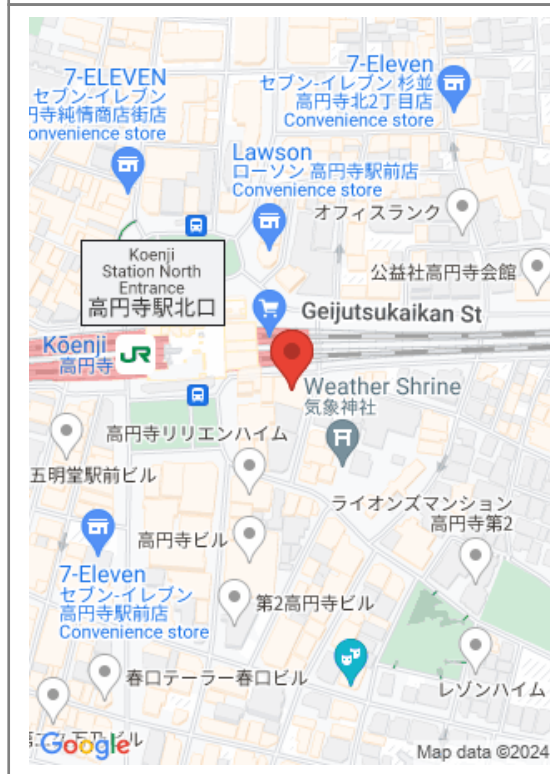 7-Eleven
セブン-イレブン 杉並
高円寺北2丁目店
Convenience store
7-ELEVEN
セブン-イレブン
円寺純情商店街店
onvenience store
Lawson
ローソン 高円寺駅前店
Convenience store
オフィスランク
Koenji
Station North
Entrance
高円寺駅北口
公益社高円寺会館
Geijutsukaikan St
Kōenji
高円寺
JR
Weather Shrine
気象神社
高円寺リリエンハイム
五明堂駅前ビル
ライオンズマンション
高円寺第2
高円寺ビル
7-Eleven
セブン-イレブン
高円寺駅前店
Convenience store
第2高円寺ビル
春口テーラー春口ビル
レゾンハイム
Google
Map data ©2024